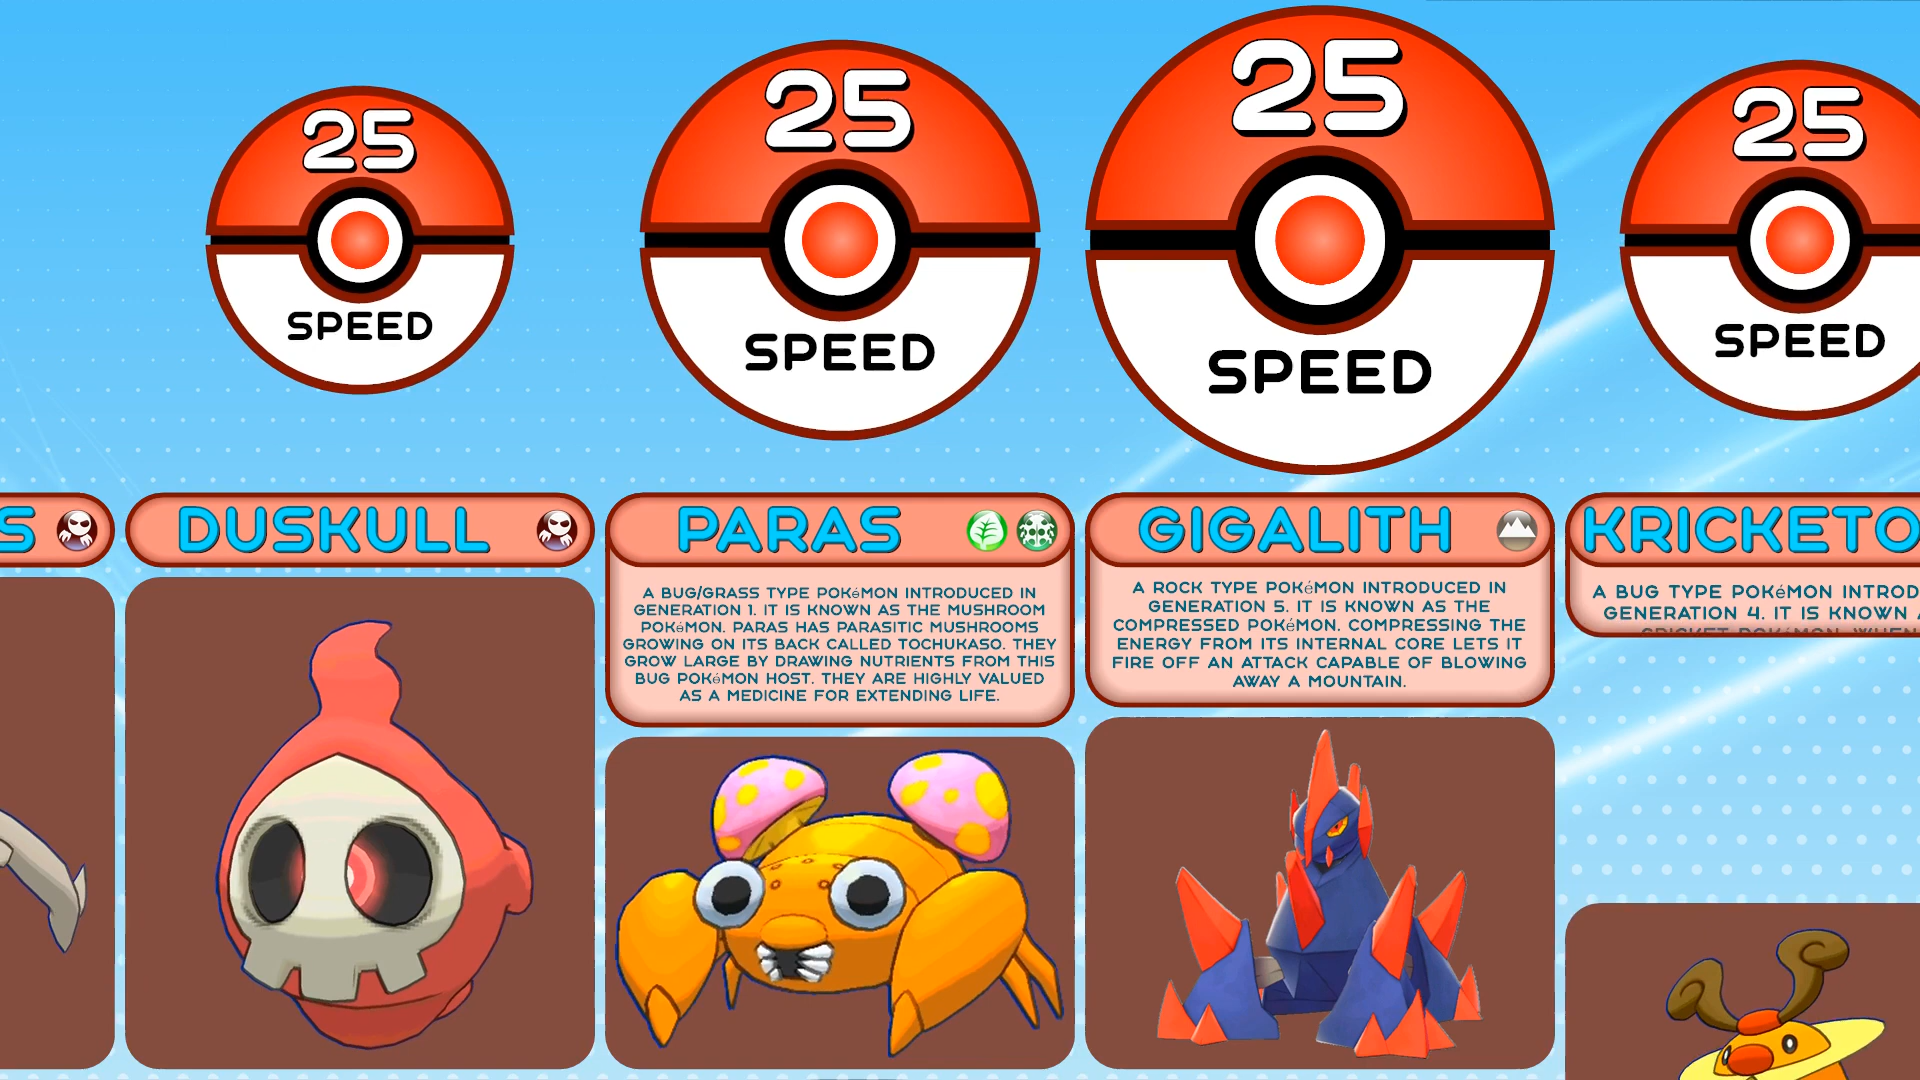 25
SPEED
25
SPEED
25
SPEED
25
SPEED
S
DUSKULL
PARAS
A BUG/GRASS TYPE POKéMON INTRODUCED IN
GENERATION 1. IT IS KNOWN AS THE MUSHROOM
POKéMON. PARAS HAS PARASITIC MUSHROOMS
GROWING ON ITS BACK CALLED TOCHUKASO. THEY
GROW LARGE BY DRAWING NUTRIENTS FROM THIS
BUG POKéMON HOST. THEY ARE HIGHLY VALUED
AS A MEDICINE FOR EXTENDING LIFE.
GIGALITH
A ROCK TYPE POKéMON INTRODUCED IN
GENERATION 5. IT IS KNOWN AS THE
COMPRESSED POKéMON. COMPRESSING THE
ENERGY FROM ITS INTERNAL CORE LETS IT
FIRE OFF AN ATTACK CAPABLE OF BLOWING
AWAY A MOUNTAIN.
KRICKETO
A BUG TYPE POKéMON INTROD
GENERATION 4. IT IS KNOWN
CRICKET POKéMON. WHEN